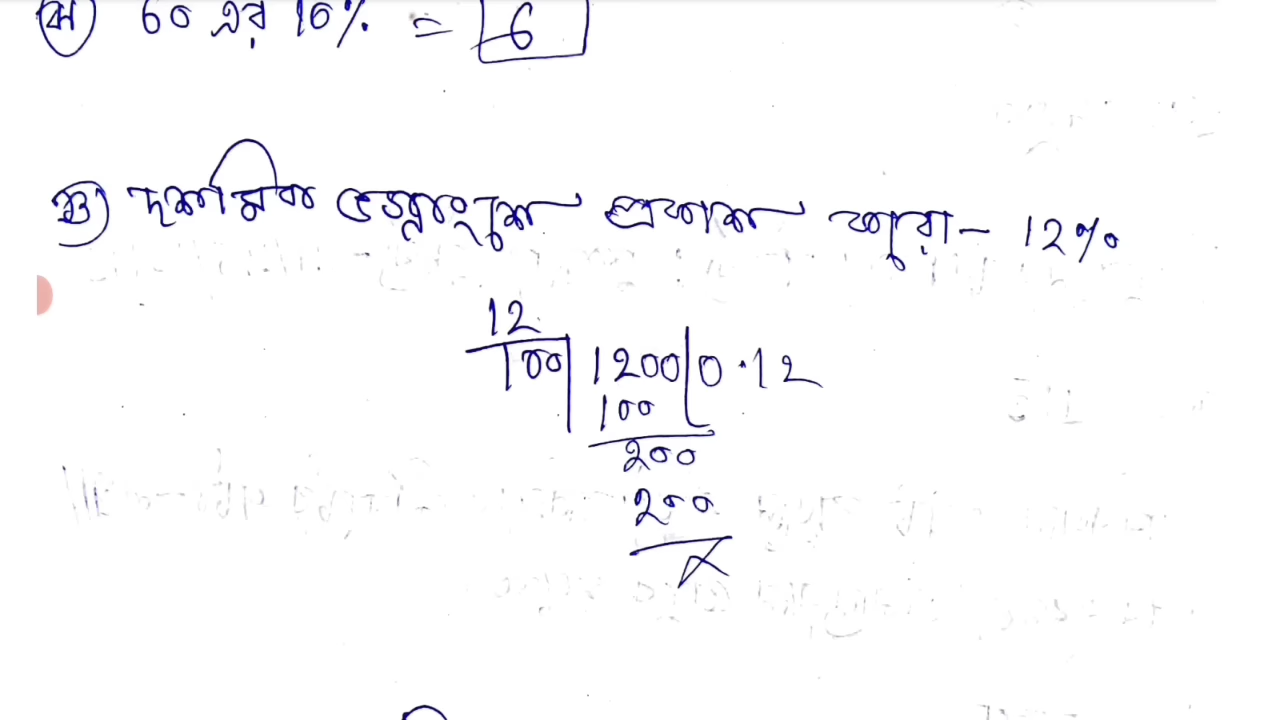 ঝ) 60 এর 10% = 6
ঞ) দশমিক ভগ্নাংশে প্রকাশ করো - 12%
12
100 1200 0.12
100
200
200
x